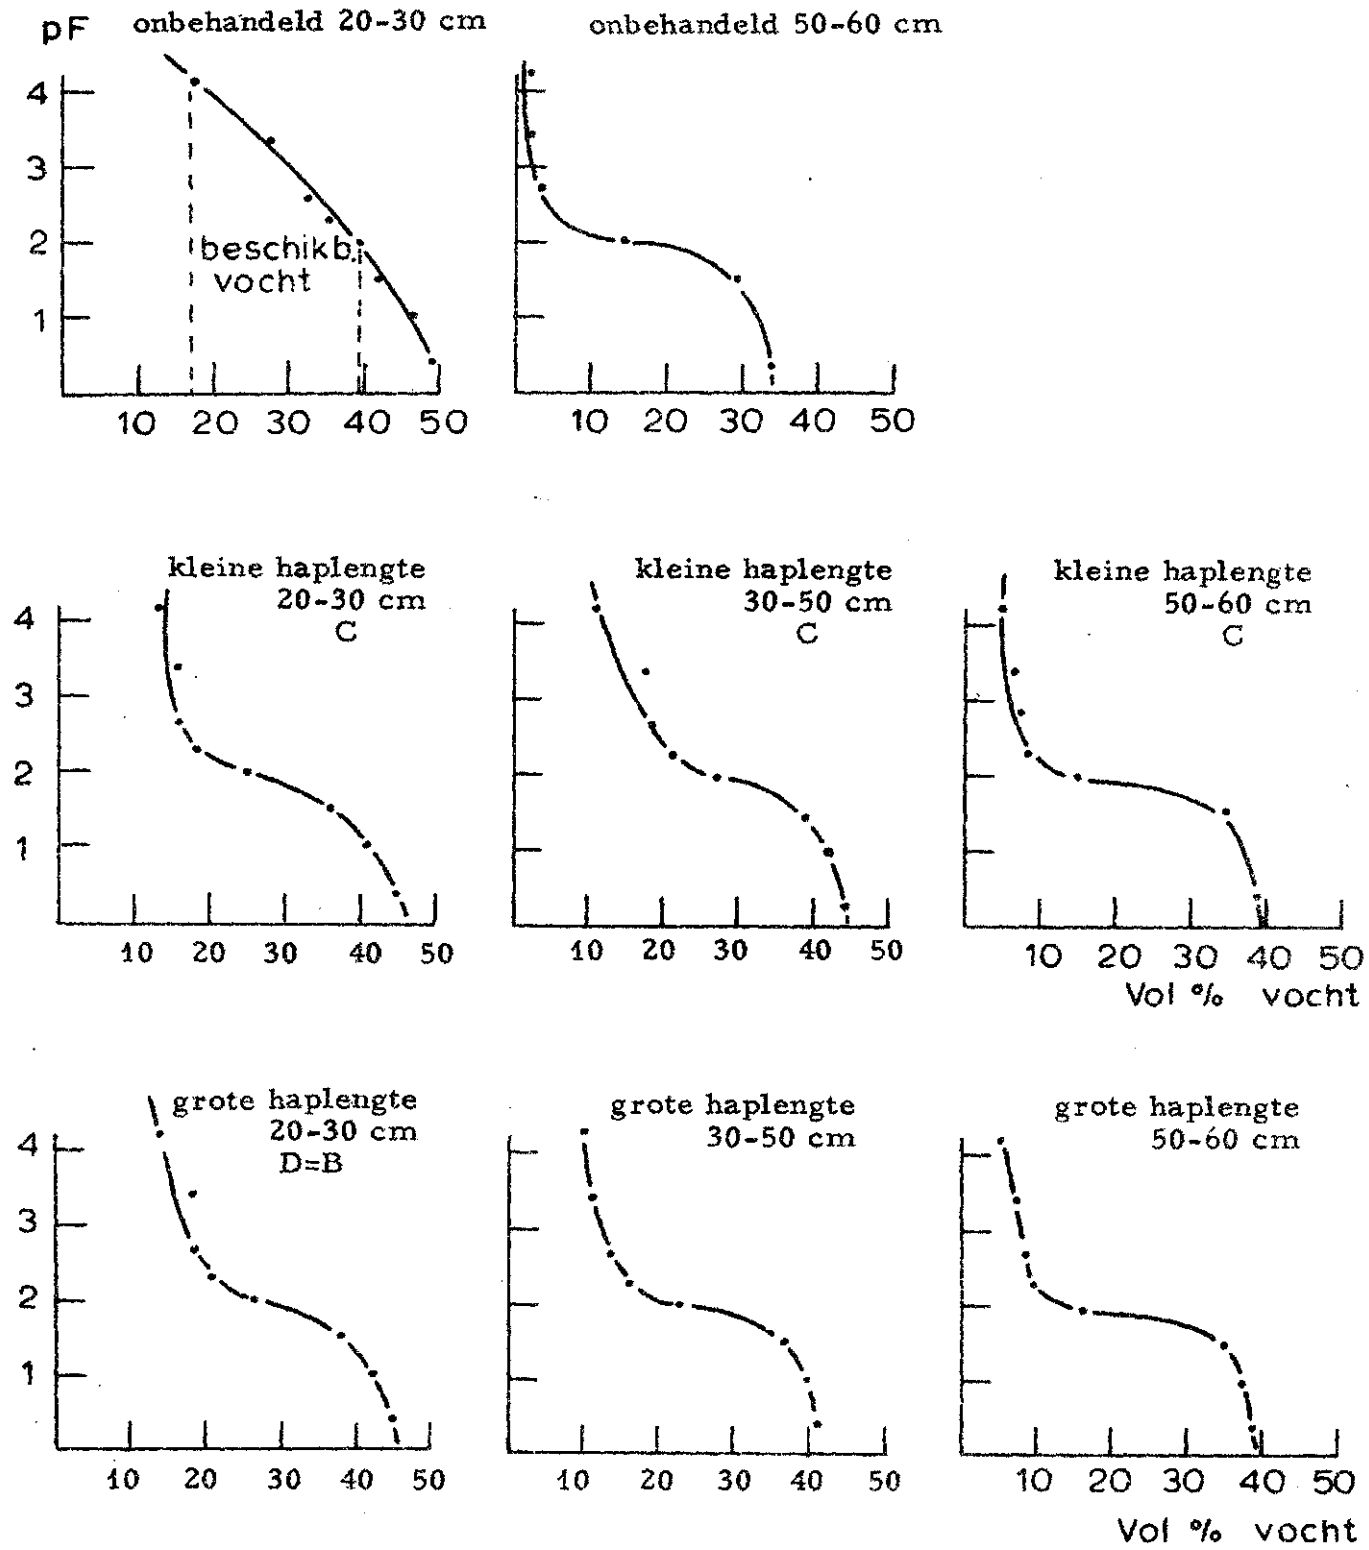 pF
onbehandeld 20-30 cm
onbehandeld 50-60 cm
4
3
2
1
beschikb.
vocht
10 20 30 40 50
10 20 30 40 50
kleine haplengte
20-30 cm
C
kleine haplengte
30-50 cm
C
kleine haplengte
50-60 cm
C
4
3
2
1
10 20 30 40 50
10 20 30 40 50
10 20 30 40 50
Vol % vocht
grote haplengte
20-30 cm
D=B
grote haplengte
30-50 cm
grote haplengte
50-60 cm
4
3
2
1
10 20 30 40 50
10 20 30 40 50
10 20 30 40 50
Vol % vocht